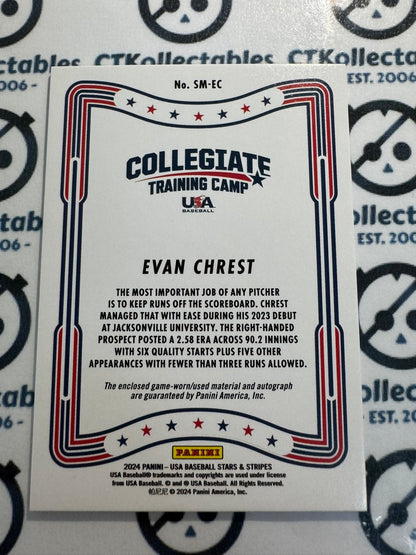 CTKollectables
EST. 2006 -
No. SM-EC
COLLEGIATE
TRAINING CAMP
USA
BASEBALL
EVAN CHREST
THE MOST IMPORTANT JOB OF ANY PITCHER
IS TO KEEP RUNS OFF THE SCOREBOARD. CHREST
MANAGED THAT WITH EASE DURING HIS 2023 DEBUT
AT JACKSONVILLE UNIVERSITY. THE RIGHT-HANDED
PROSPECT POSTED A 2.58 ERA ACROSS 90.2 INNINGS
WITH SIX QUALITY STARTS PLUS FIVE OTHER
APPEARANCES WITH FEWER THAN THREE RUNS ALLOWED.
The enclosed game-worn/used material and autograph
are guaranteed by Panini America, Inc.
PANINI
2024 PANINI – USA BASEBALL STARS & STRIPES
USA Baseball® trademarks and copyrights are used under license
from USA Baseball. © and ® USA Baseball. All Rights Reserved.
帕尼尼 © 2024 Panini America, Inc.